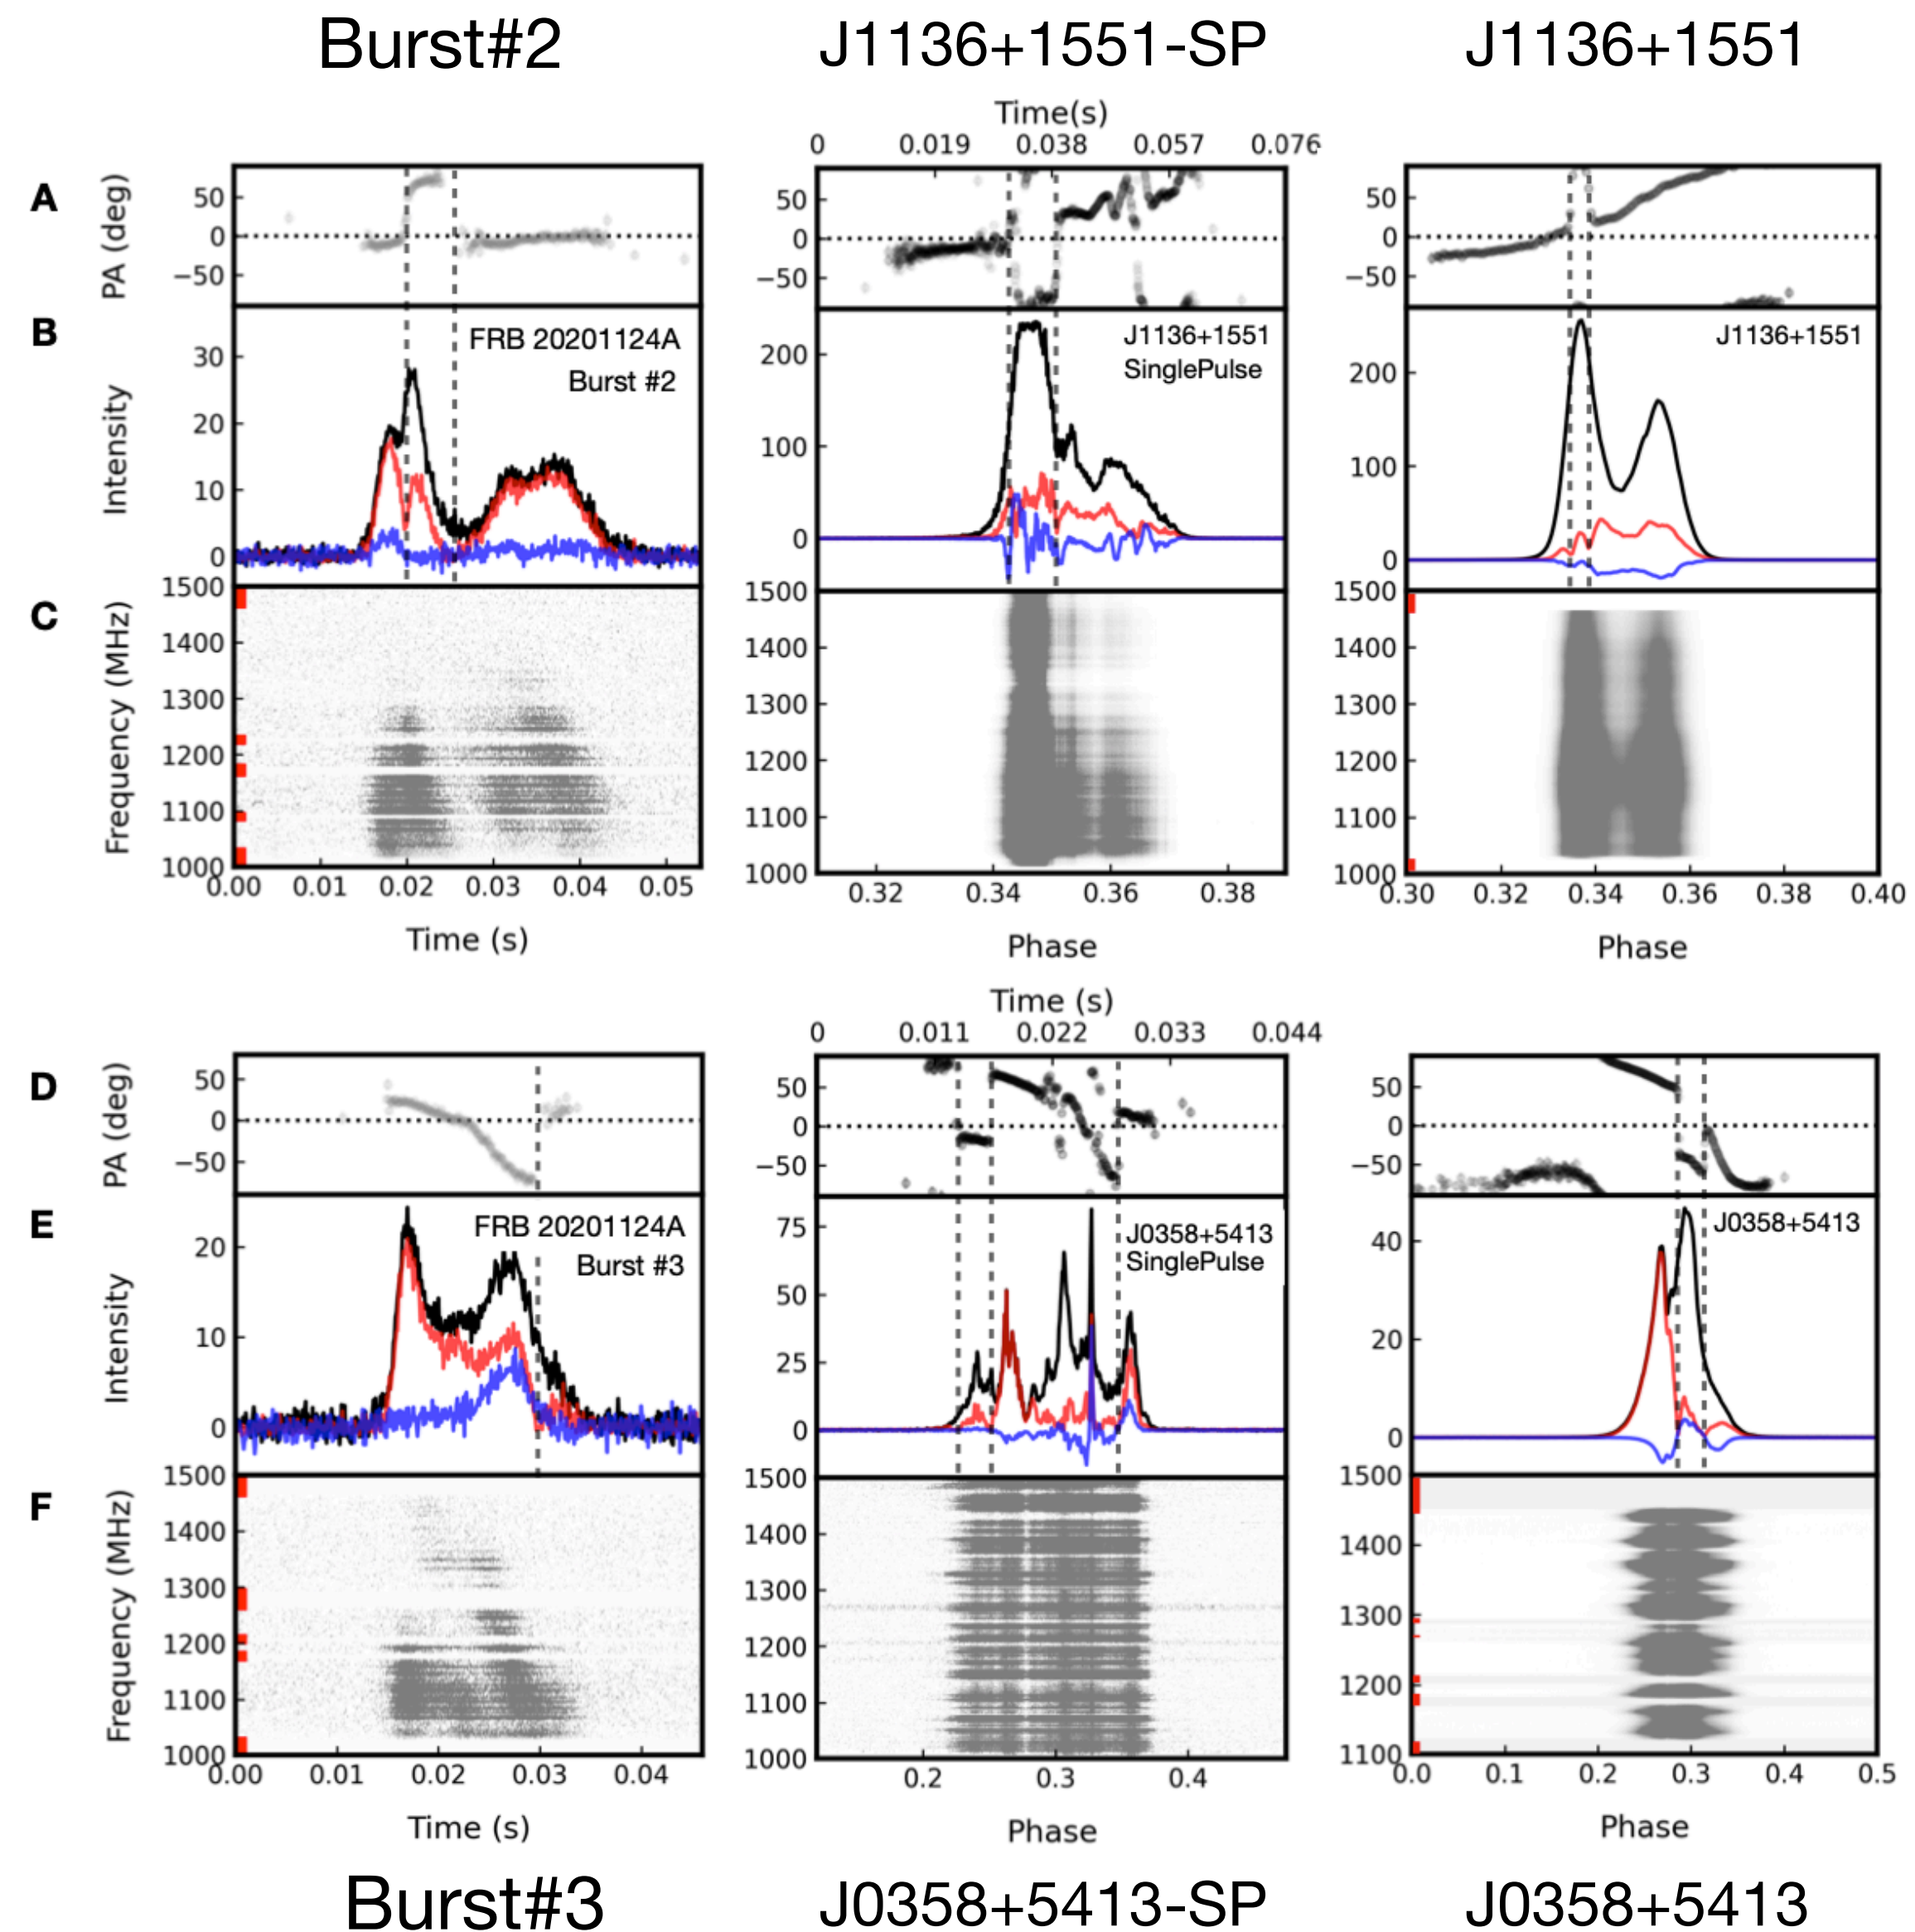 Burst#2
J1136+1551-SP
J1136+1551
Time(s)
0 0.019 0.038 0.057 0.076
A
PA (deg)
50
0
−50
50
0
−50
50
0
−50
B
Intensity
30
20
10
0
FRB 20201124A
Burst #2
200
100
0
J1136+1551
SinglePulse
200
100
0
J1136+1551
C
Frequency (MHz)
1500
1400
1300
1200
1100
1000
0.00 0.01 0.02 0.03 0.04 0.05
Time (s)
1500
1400
1300
1200
1100
1000
0.32 0.34 0.36 0.38
Phase
1500
1400
1300
1200
1100
1000
0.30 0.32 0.34 0.36 0.38 0.40
Phase
Time (s)
0 0.011 0.022 0.033 0.044
D
PA (deg)
50
0
−50
50
0
−50
50
0
−50
E
Intensity
20
10
0
FRB 20201124A
Burst #3
75
50
25
0
J0358+5413
SinglePulse
40
20
0
J0358+5413
F
Frequency (MHz)
1500
1400
1300
1200
1100
1000
0.00 0.01 0.02 0.03 0.04
Time (s)
1500
1400
1300
1200
1100
1000
0.2 0.3 0.4
Phase
1500
1400
1300
1200
1100
0.0 0.1 0.2 0.3 0.4 0.5
Phase
Burst#3
J0358+5413-SP
J0358+5413